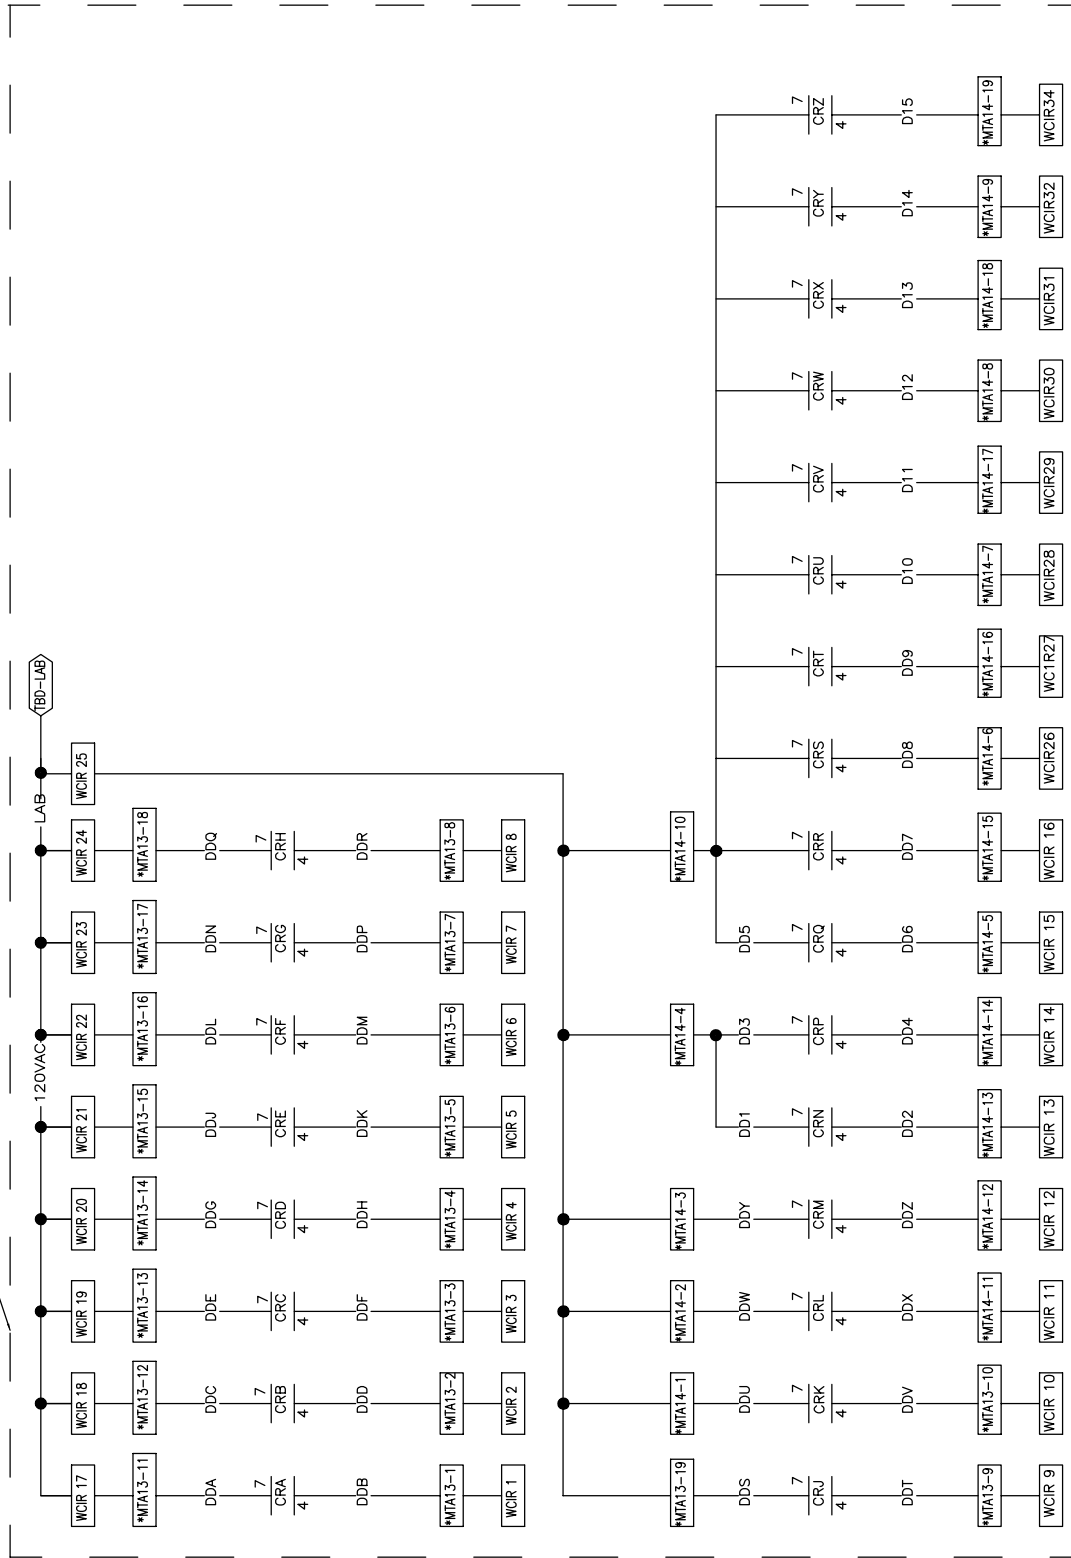 TBD-LAB
120VAC LAB
WCIR 17 WCIR 18 WCIR 19 WCIR 20 WCIR 21 WCIR 22 WCIR 23 WCIR 24 WCIR 25
*MTA13-11 *MTA13-12 *MTA13-13 *MTA13-14 *MTA13-15 *MTA13-16 *MTA13-17 *MTA13-18
DDA DDC DDE DDG DDJ DDL DDN DDQ
7 7 7 7 7 7 7 7
CRA CRB CRC CRD CRE CRF CRG CRH
4 4 4 4 4 4 4 4
DDB DDD DDF DDH DDK DDM DDP DDR
*MTA13-1 *MTA13-2 *MTA13-3 *MTA13-4 *MTA13-5 *MTA13-6 *MTA13-7 *MTA13-8
WCIR 1 WCIR 2 WCIR 3 WCIR 4 WCIR 5 WCIR 6 WCIR 7 WCIR 8
*MTA13-19 *MTA14-1 *MTA14-2 *MTA14-3 *MTA14-4 *MTA14-10
DDS DDU DDW DDY DD1 DD3 DD5
7 7 7 7 7 7 7 7 7 7 7 7 7 7 7 7
CRJ CRK CRL CRM CRN CRP CRQ CRR CRS CRT CRU CRV CRW CRX CRY CRZ
4 4 4 4 4 4 4 4 4 4 4 4 4 4 4 4
DDT DDV DDX DDZ DD2 DD4 DD6 DD7 DD8 DD9 D10 D11 D12 D13 D14 D15
*MTA13-9 *MTA13-10 *MTA14-11 *MTA14-12 *MTA14-13 *MTA14-14 *MTA14-5 *MTA14-15 *MTA14-6 *MTA14-16 *MTA14-7 *MTA14-17 *MTA14-8 *MTA14-18 *MTA14-9 *MTA14-19
WCIR 9 WCIR 10 WCIR 11 WCIR 12 WCIR 13 WCIR 14 WCIR 15 WCIR 16 WCIR26 WC1R27 WCIR28 WCIR29 WCIR30 WCIR31 WCIR32 WCIR34